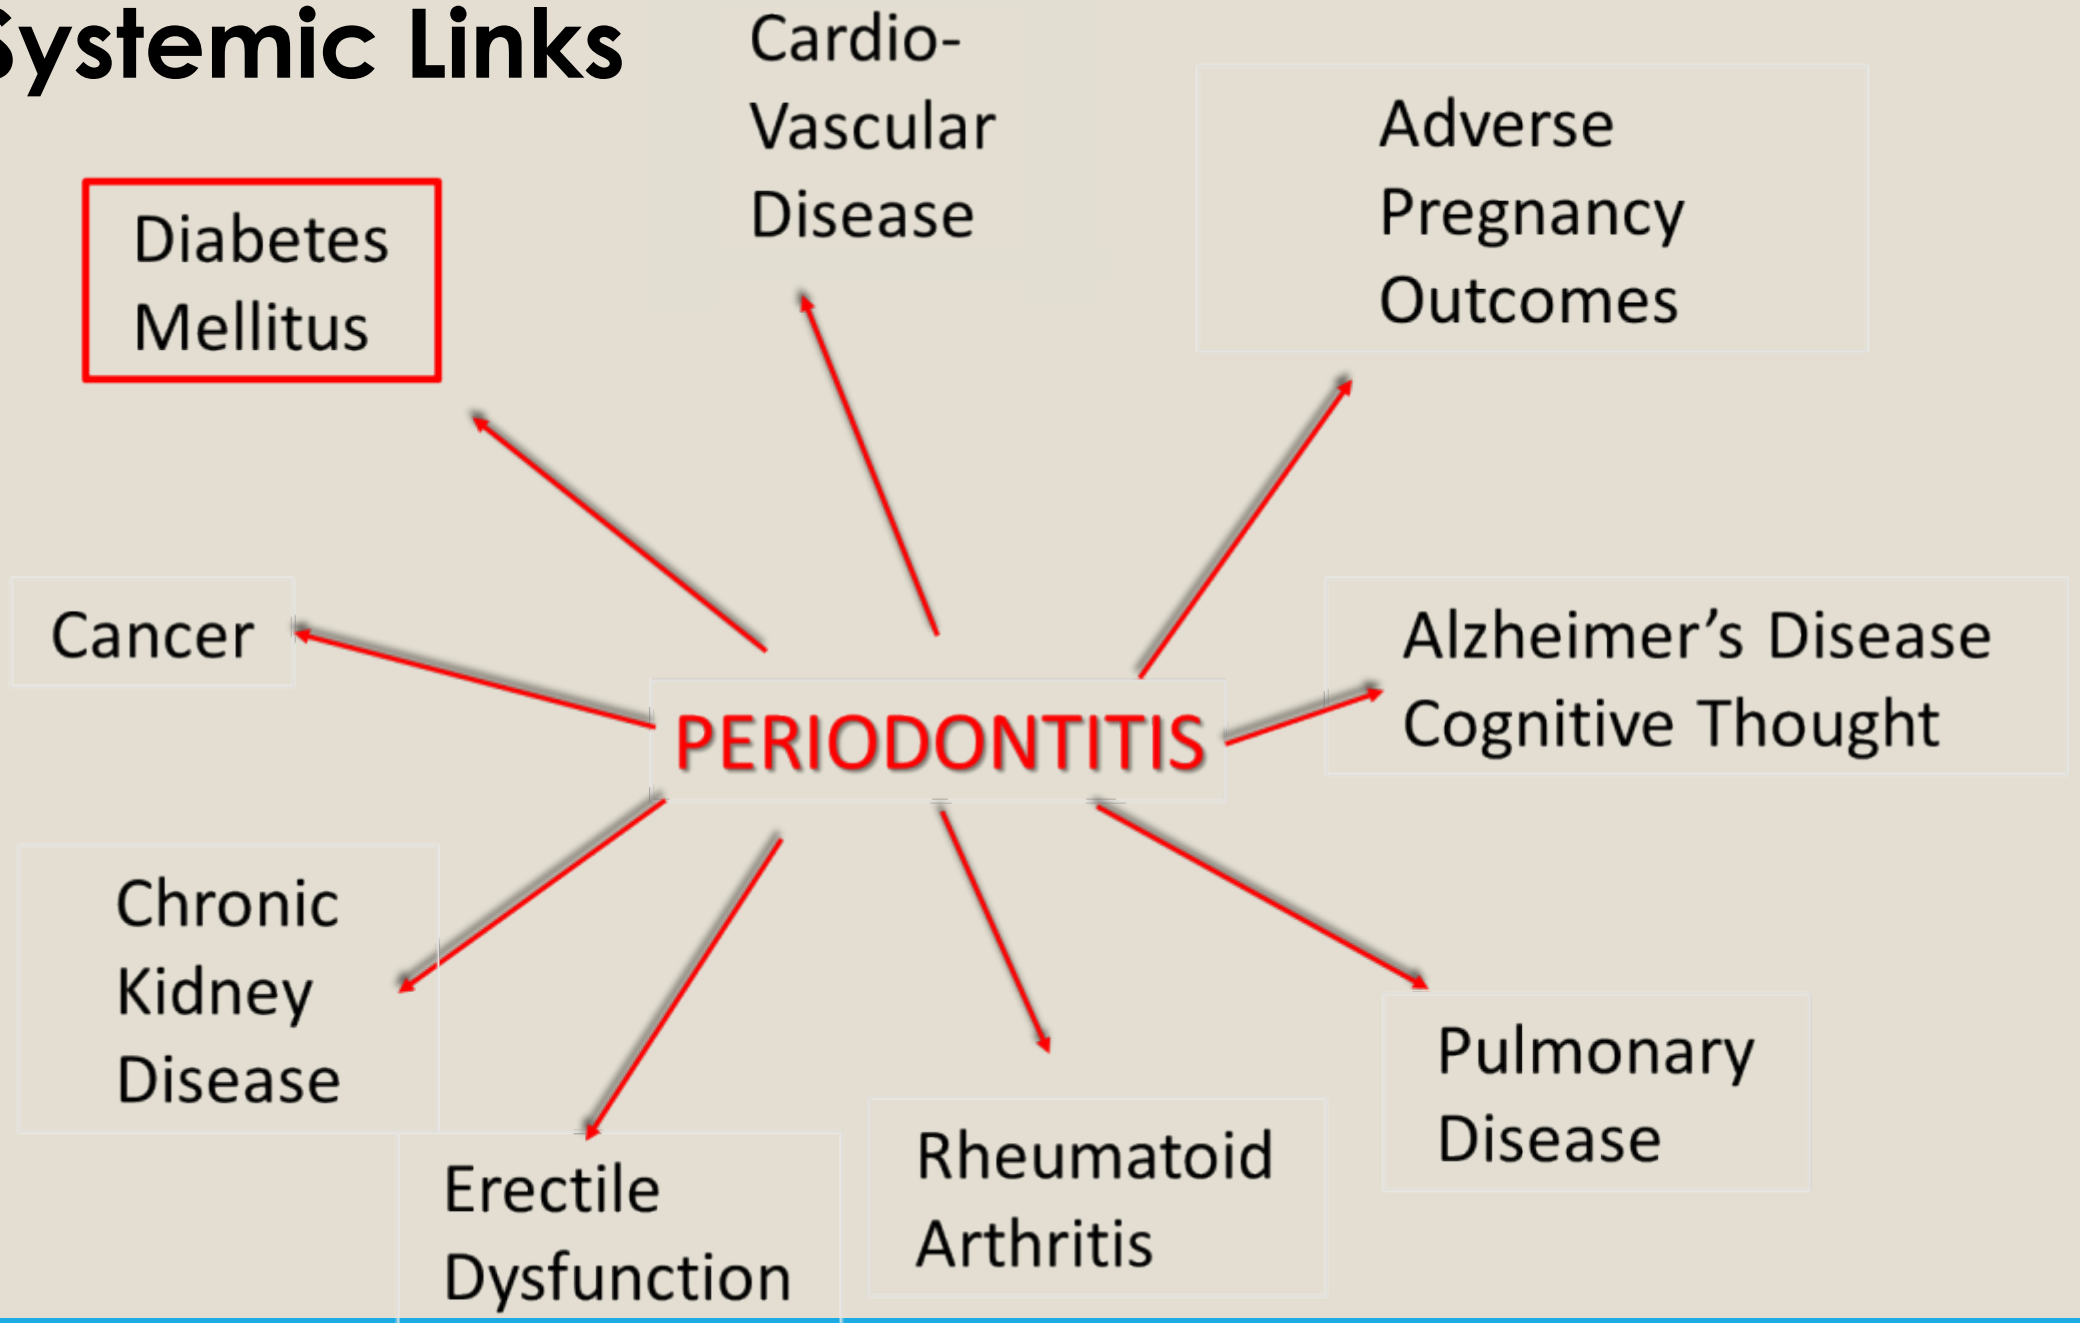 Systemic Links
Cardio-
Vascular
Disease
Adverse
Pregnancy
Outcomes
Diabetes
Mellitus
Cancer
Alzheimer’s Disease
Cognitive Thought
PERIODONTITIS
Chronic
Kidney
Disease
Pulmonary
Disease
Erectile
Dysfunction
Rheumatoid
Arthritis